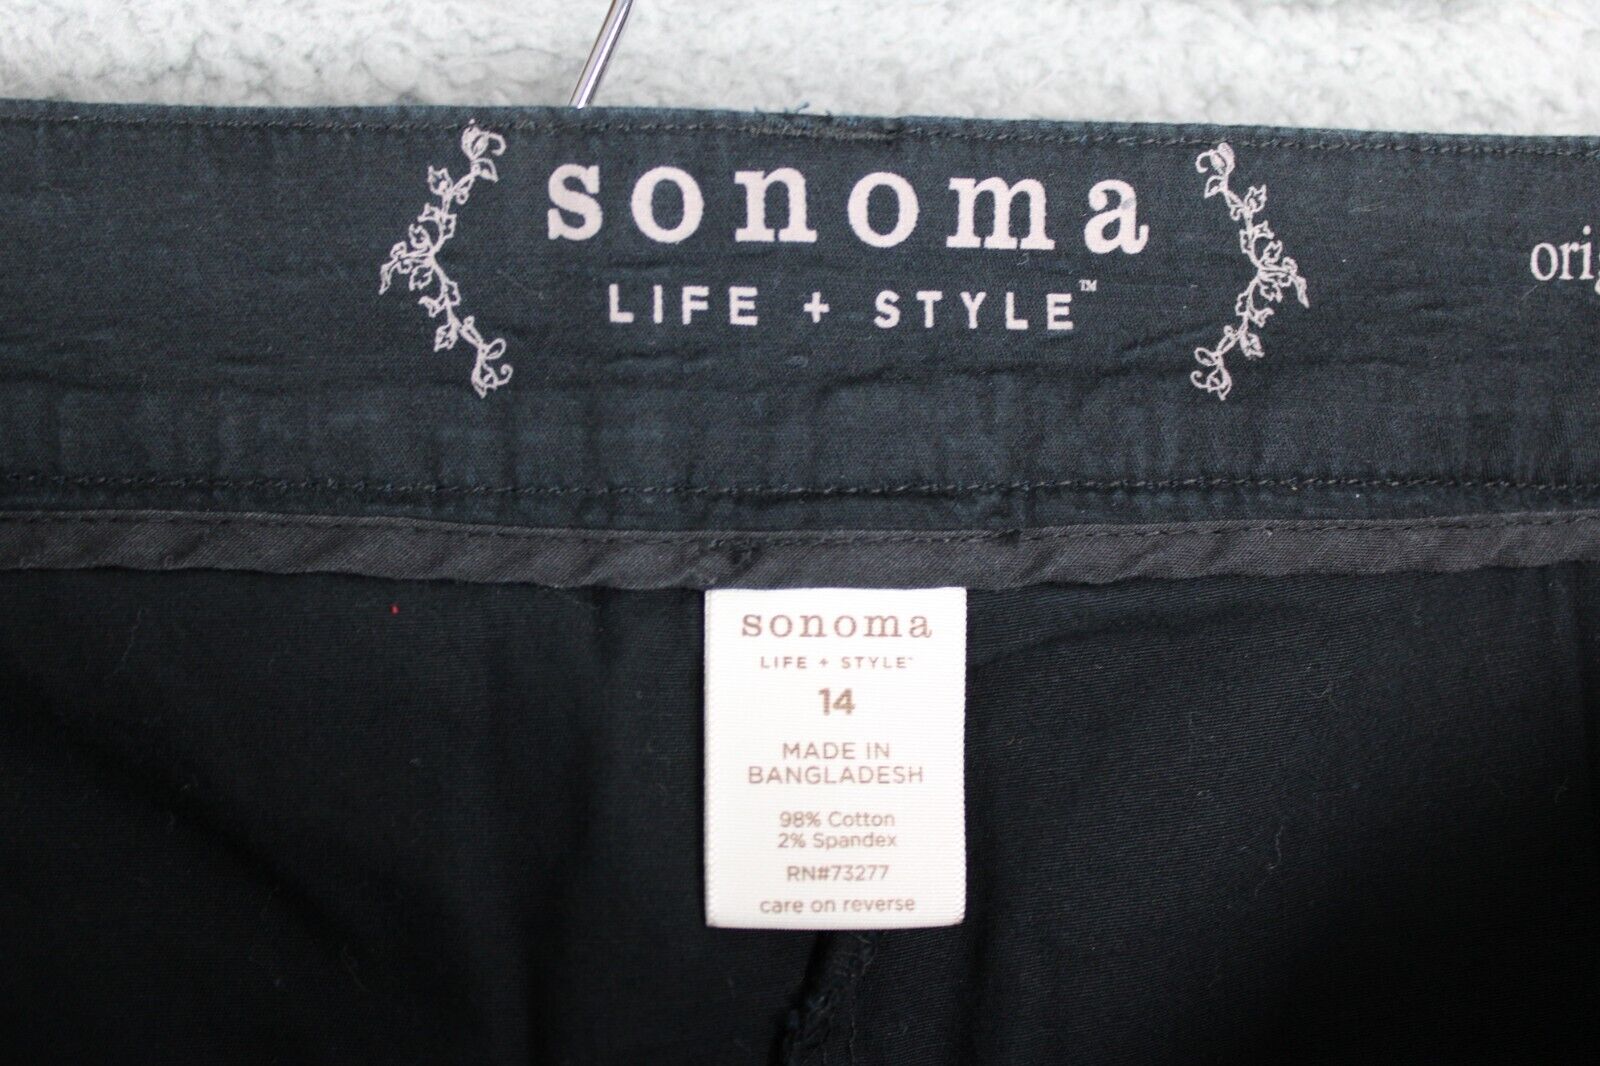 sonoma
LIFE + STYLE™
sonoma
LIFE + STYLE™
14
MADE IN
BANGLADESH
98% Cotton
2% Spandex
RN#73277
care on reverse